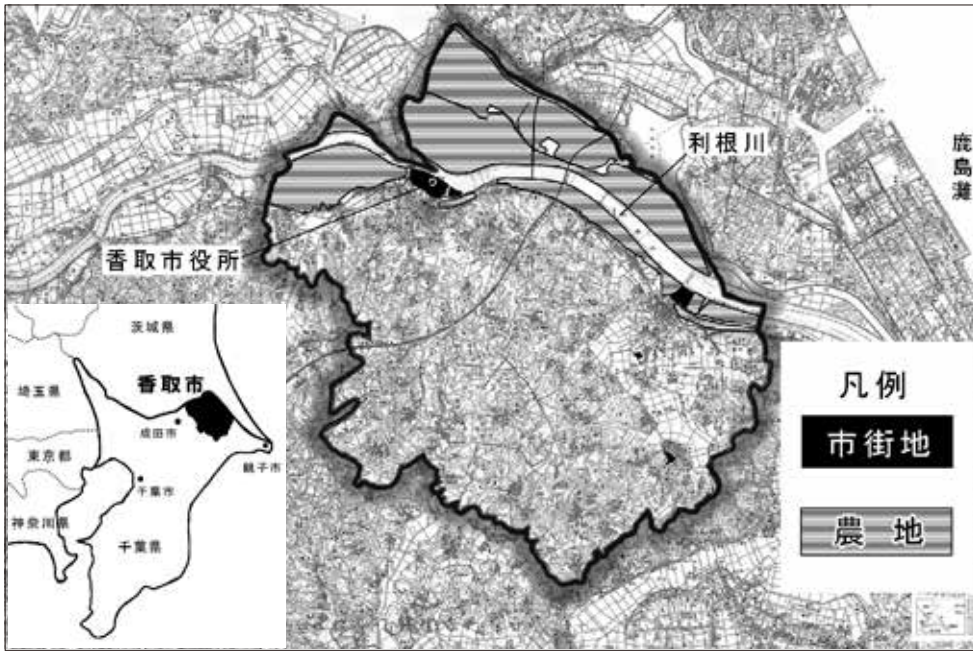 利根川
鹿島灘
香取市役所
茨城県
埼玉県
香取市
成田市
東京都
銚子市
千葉市
神奈川県
千葉県
凡例
市街地
農地